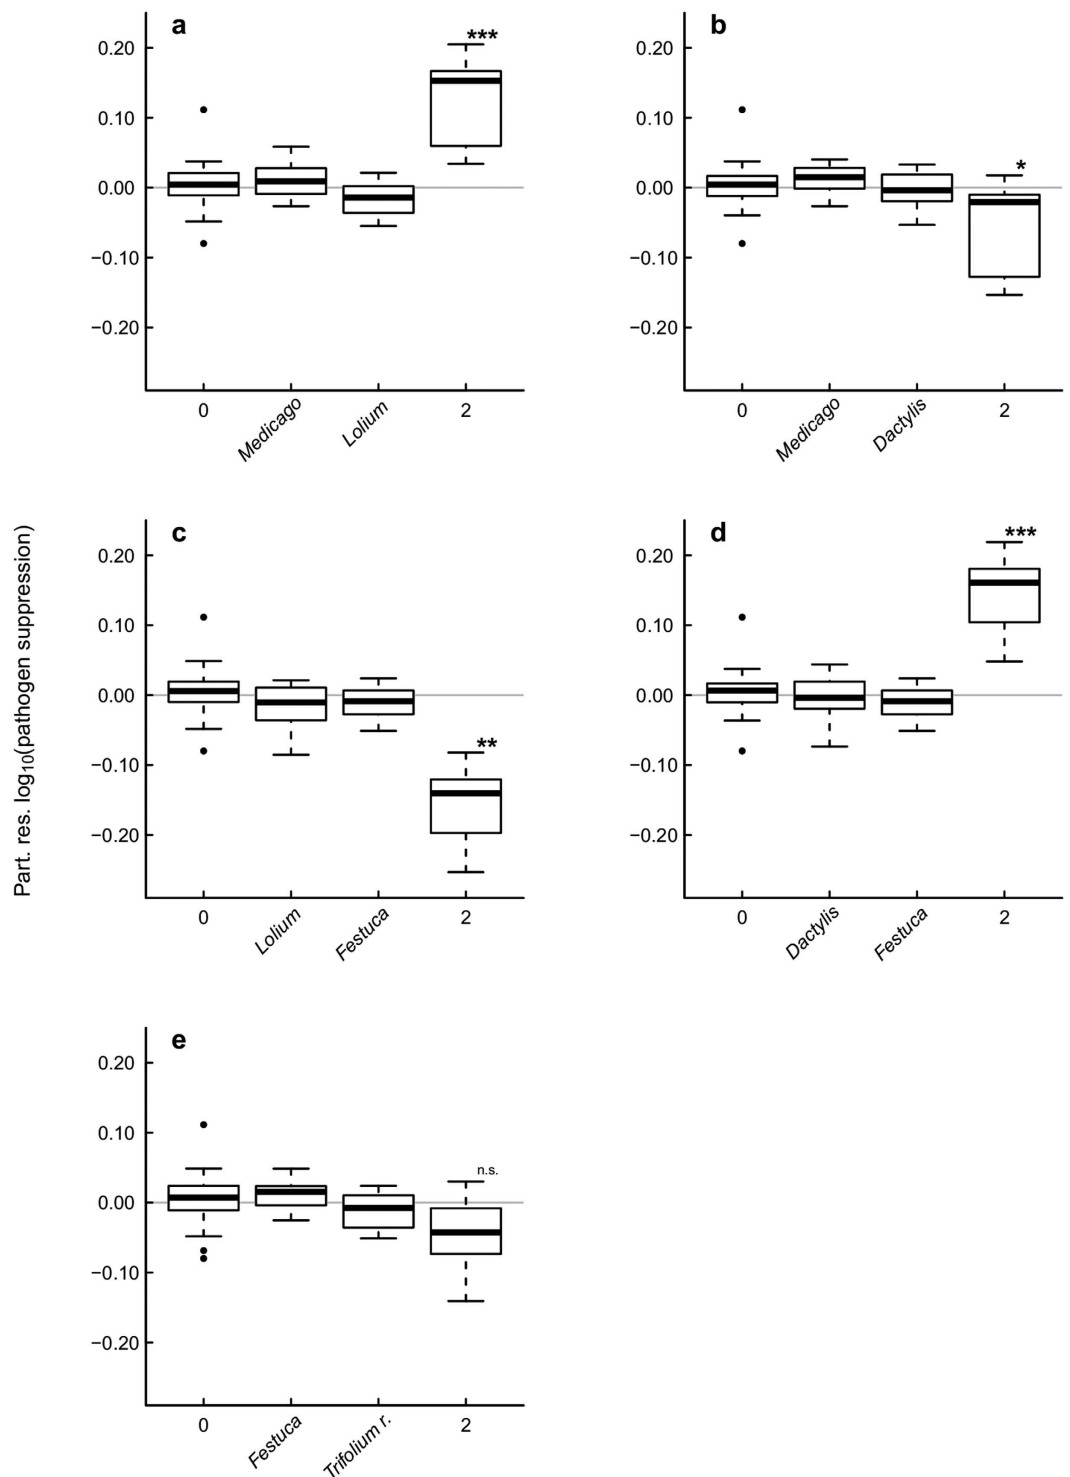 a
***
0.20
0.10
0.00
−0.10
−0.20
0
Medicago
Lolium
2
b
*
0.20
0.10
0.00
−0.10
−0.20
0
Medicago
Dactylis
2
Part. res. log10(pathogen suppression)
c
**
0.20
0.10
0.00
−0.10
−0.20
0
Lolium
Festuca
2
d
***
0.20
0.10
0.00
−0.10
−0.20
0
Dactylis
Festuca
2
e
n.s.
0.20
0.10
0.00
−0.10
−0.20
0
Festuca
Trifolium r.
2